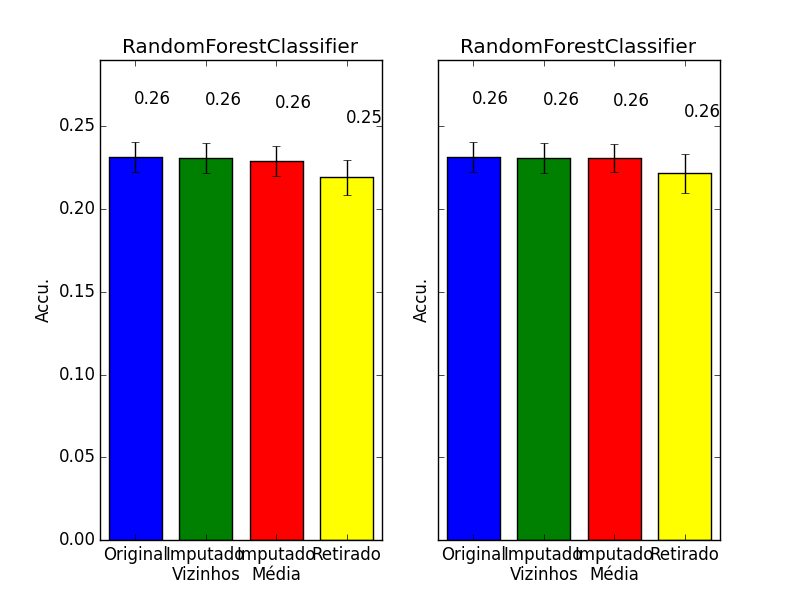 RandomForestClassifier
0.26
0.26
0.26
0.25
0.25
0.20
0.15
0.10
0.05
0.00
Accu.
Original
Imputado
Vizinhos
Imputado
Média
Retirado
RandomForestClassifier
0.26
0.26
0.26
0.26
Accu.
Original
Imputado
Vizinhos
Imputado
Média
Retirado